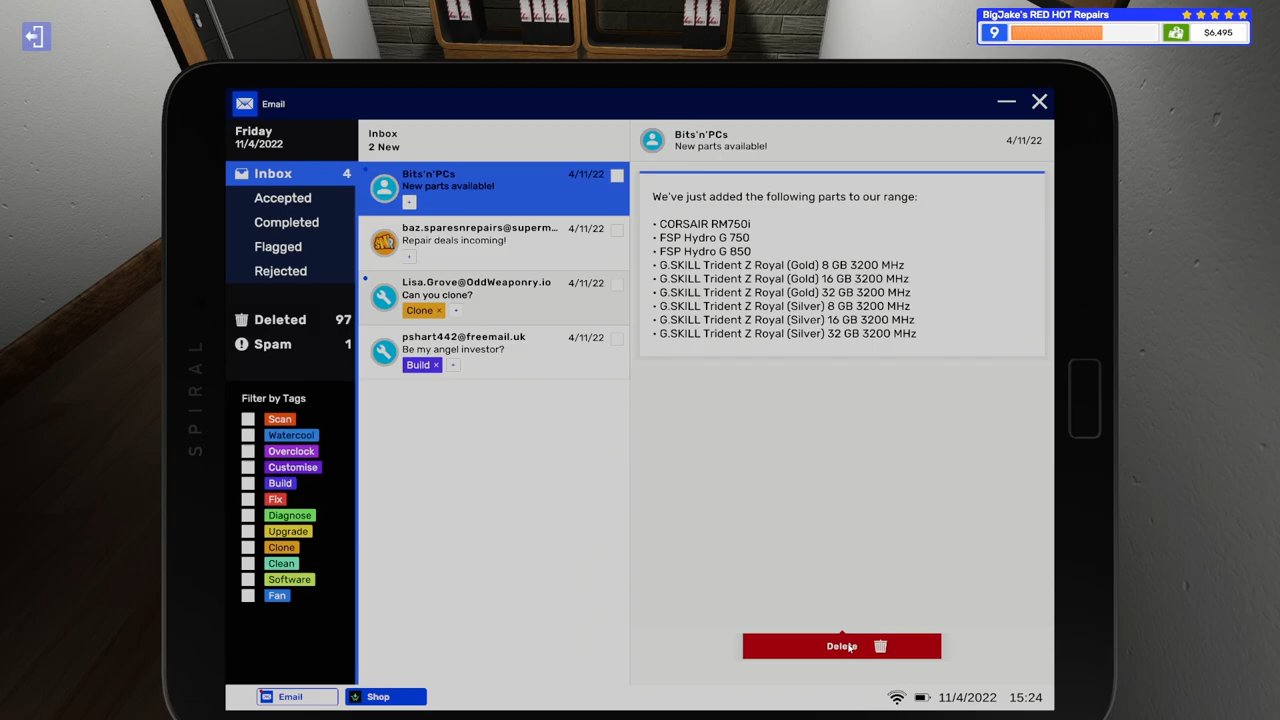 BigJake's RED HOT Repairs
9
$6,495
Email
Friday
11/4/2022
Inbox 4
Accepted
Completed
Flagged
Rejected
Deleted 97
Spam 1
Filter by Tags
Scan
Watercool
Overclock
Customise
Build
Fix
Diagnose
Upgrade
Clone
Clean
Software
Fan
Inbox
2 New
Bits'n'PCs 4/11/22
New parts available!
+
baz.sparesnrepairs@superm... 4/11/22
Repair deals incoming!
+
Lisa.Grove@OddWeaponry.io 4/11/22
Can you clone?
Clone × +
pshart442@freemail.uk 4/11/22
Be my angel investor?
Build × +
Bits'n'PCs
New parts available!
4/11/22
We've just added the following parts to our range:
• CORSAIR RM750i
• FSP Hydro G 750
• FSP Hydro G 850
• G.SKILL Trident Z Royal (Gold) 8 GB 3200 MHz
• G.SKILL Trident Z Royal (Gold) 16 GB 3200 MHz
• G.SKILL Trident Z Royal (Gold) 32 GB 3200 MHz
• G.SKILL Trident Z Royal (Silver) 8 GB 3200 MHz
• G.SKILL Trident Z Royal (Silver) 16 GB 3200 MHz
• G.SKILL Trident Z Royal (Silver) 32 GB 3200 MHz
Delete
SPIRAL
Email
Shop
11/4/2022 15:24